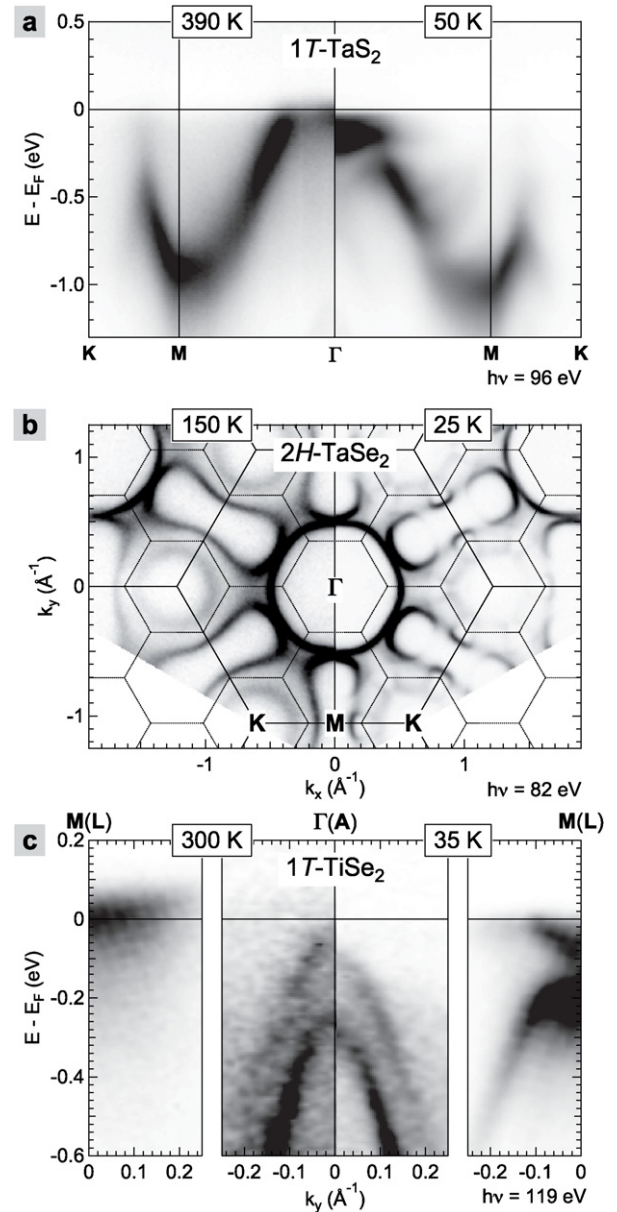 a
390 K
50 K
1T-TaS2
0.5
0
-0.5
-1.0
E - EF (eV)
K M Γ M K
hν = 96 eV
b
150 K
25 K
2H-TaSe2
1
0
-1
ky (Å-1)
Γ
K M K
-1 0 1
kx (Å-1)
hν = 82 eV
M(L) Γ(A) M(L)
c
300 K
35 K
1T-TiSe2
0.2
0
-0.2
-0.4
-0.6
E - EF (eV)
0 0.1 0.2 -0.2 -0.1 0 0.1 0.2 -0.2 -0.1 0
ky (Å-1)
hν = 119 eV